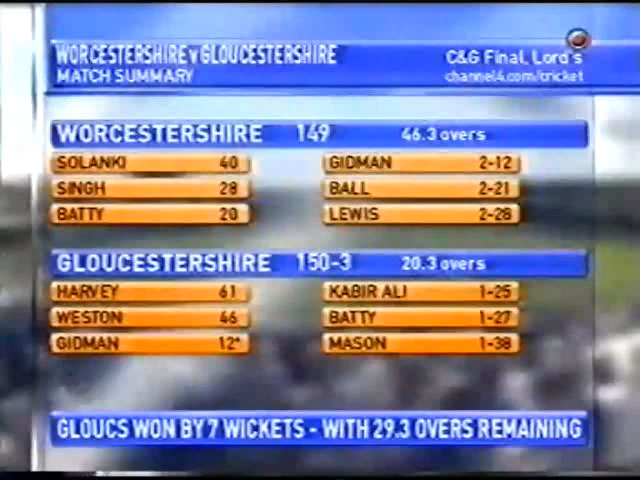 WORCESTERSHIRE v GLOUCESTERSHIRE C&G Final, Lord's
MATCH SUMMARY channel4.com/cricket
WORCESTERSHIRE 149 46.3 overs
SOLANKI 40 GIDMAN 2-12
SINGH 28 BALL 2-21
BATTY 20 LEWIS 2-28
GLOUCESTERSHIRE 150-3 20.3 overs
HARVEY 61 KABIR ALI 1-25
WESTON 46 BATTY 1-27
GIDMAN 12* MASON 1-38
GLOUCS WON BY 7 WICKETS - WITH 29.3 OVERS REMAINING